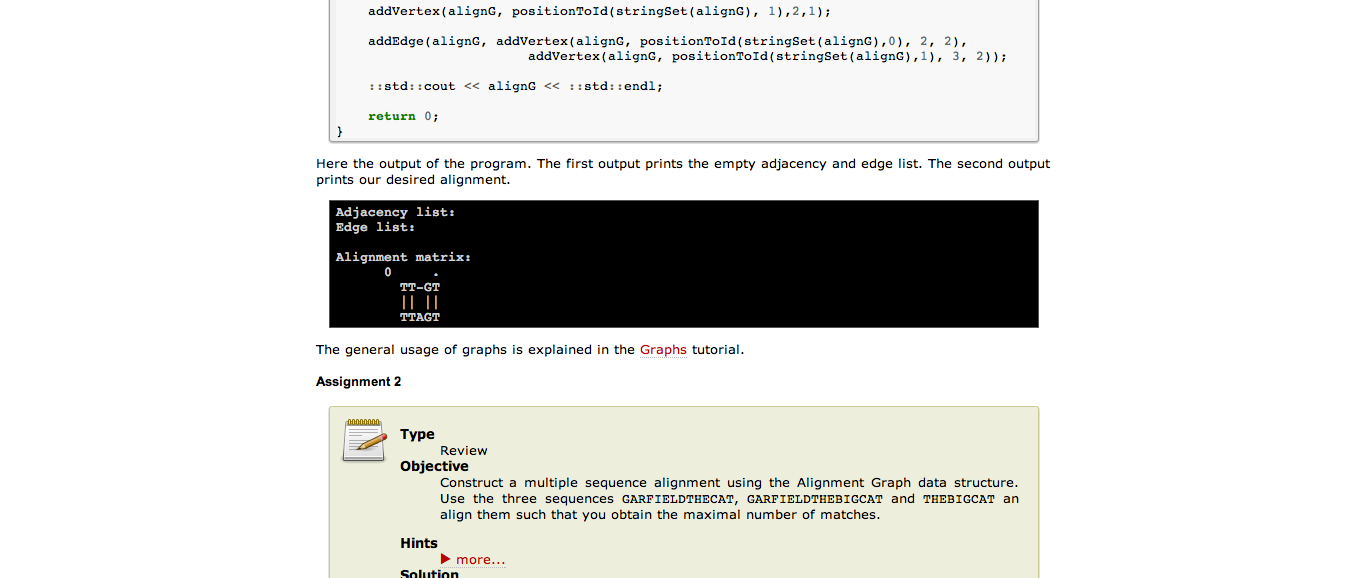 addVertex(alignG, positionToId(stringSet(alignG), 1),2,1);
addEdge(alignG, addVertex(alignG, positionToId(stringSet(alignG),0), 2, 2),
addVertex(alignG, positionToId(stringSet(alignG),1), 3, 2));
::std::cout << alignG << ::std::endl;
return 0;
}
Here the output of the program. The first output prints the empty adjacency and edge list. The second output
prints our desired alignment.
Adjacency list:
Edge list:
Alignment matrix:
0     .
TT-GT
|| ||
TTAGT
The general usage of graphs is explained in the Graphs tutorial.
Assignment 2
Type
Review
Objective
Construct a multiple sequence alignment using the Alignment Graph data structure.
Use the three sequences GARFIELDTHECAT, GARFIELDTHEBIGCAT and THEBIGCAT an
align them such that you obtain the maximal number of matches.
Hints
more...
Solution